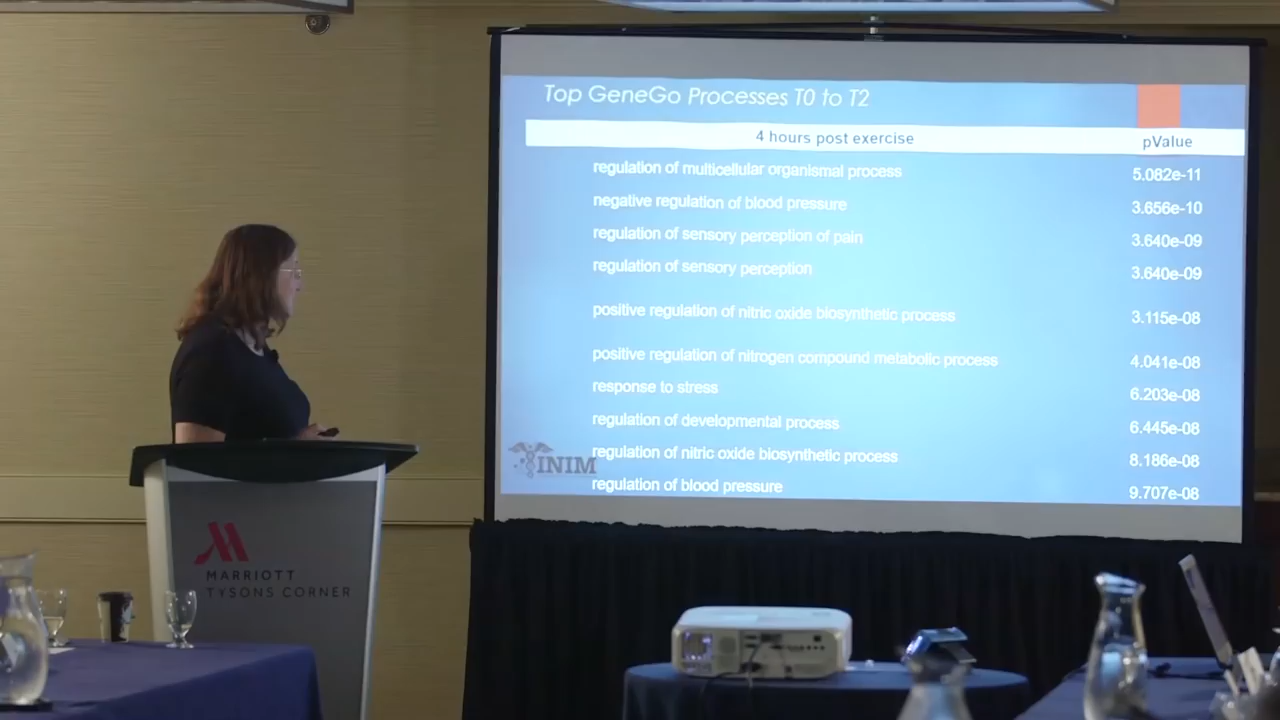 Top GeneGo Processes T0 to T2
4 hours post exercise pValue
regulation of multicellular organismal process 5.082e-11
negative regulation of blood pressure 3.656e-10
regulation of sensory perception of pain 3.640e-09
regulation of sensory perception 3.640e-09
positive regulation of nitric oxide biosynthetic process 3.115e-08
positive regulation of nitrogen compound metabolic process 4.041e-08
response to stress 6.203e-08
regulation of developmental process 6.445e-08
regulation of nitric oxide biosynthetic process 8.186e-08
regulation of blood pressure 9.707e-08
INIM
MARRIOTT
TYSONS CORNER